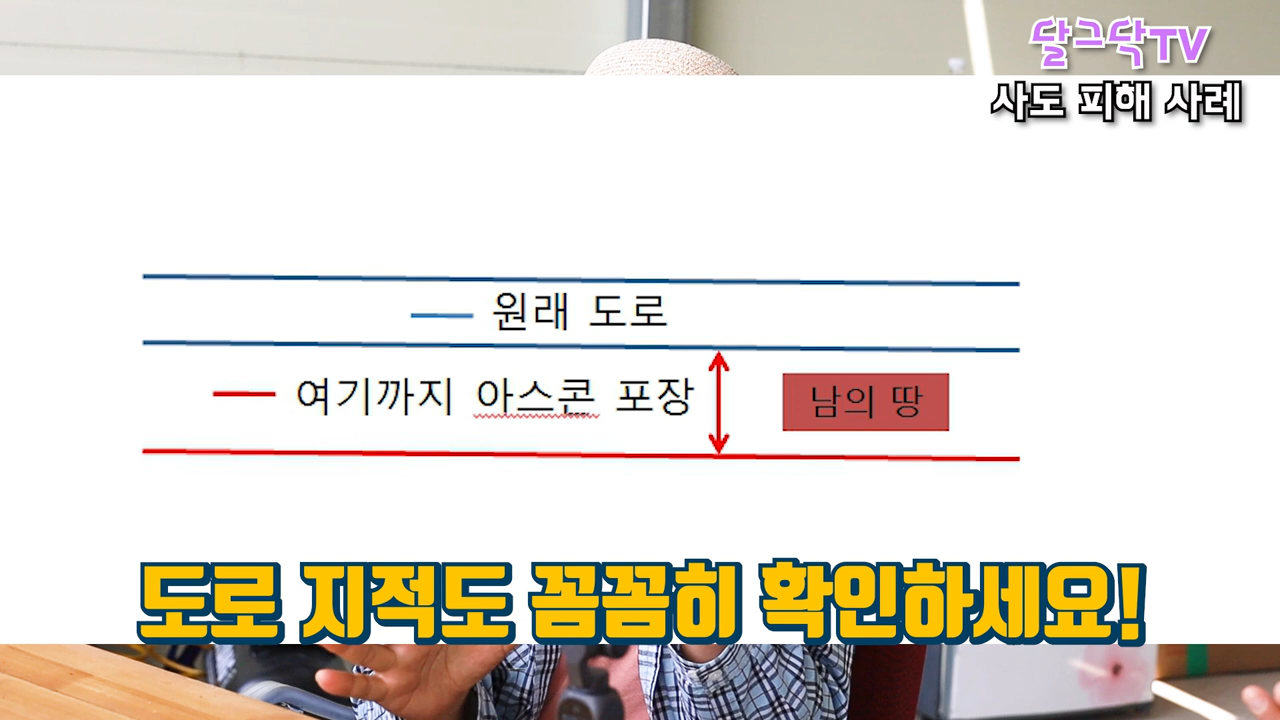 달그닥TV
사도 피해 사례
원래 도로
여기까지 아스콘 포장
남의 땅
도로 지적도 꼼꼼히 확인하세요!